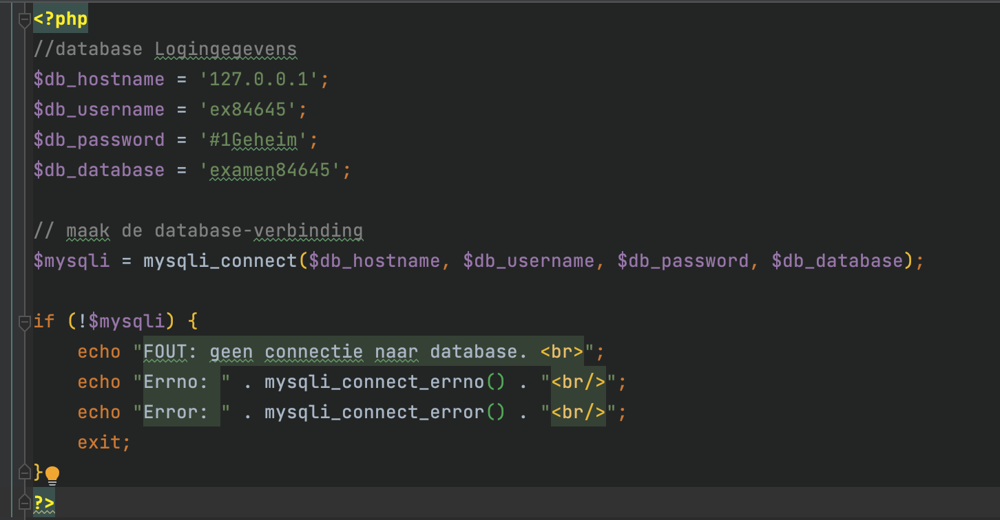 <?php
//database Logingegevens
$db_hostname = '127.0.0.1';
$db_username = 'ex84645';
$db_password = '#1Geheim';
$db_database = 'examen84645';
// maak de database-verbinding
$mysqli = mysqli_connect($db_hostname, $db_username, $db_password, $db_database);
if (!$mysqli) {
    echo "FOUT: geen connectie naar database. <br>";
    echo "Errno: " . mysqli_connect_errno() . "<br/>";
    echo "Error: " . mysqli_connect_error() . "<br/>";
    exit;
}
?>